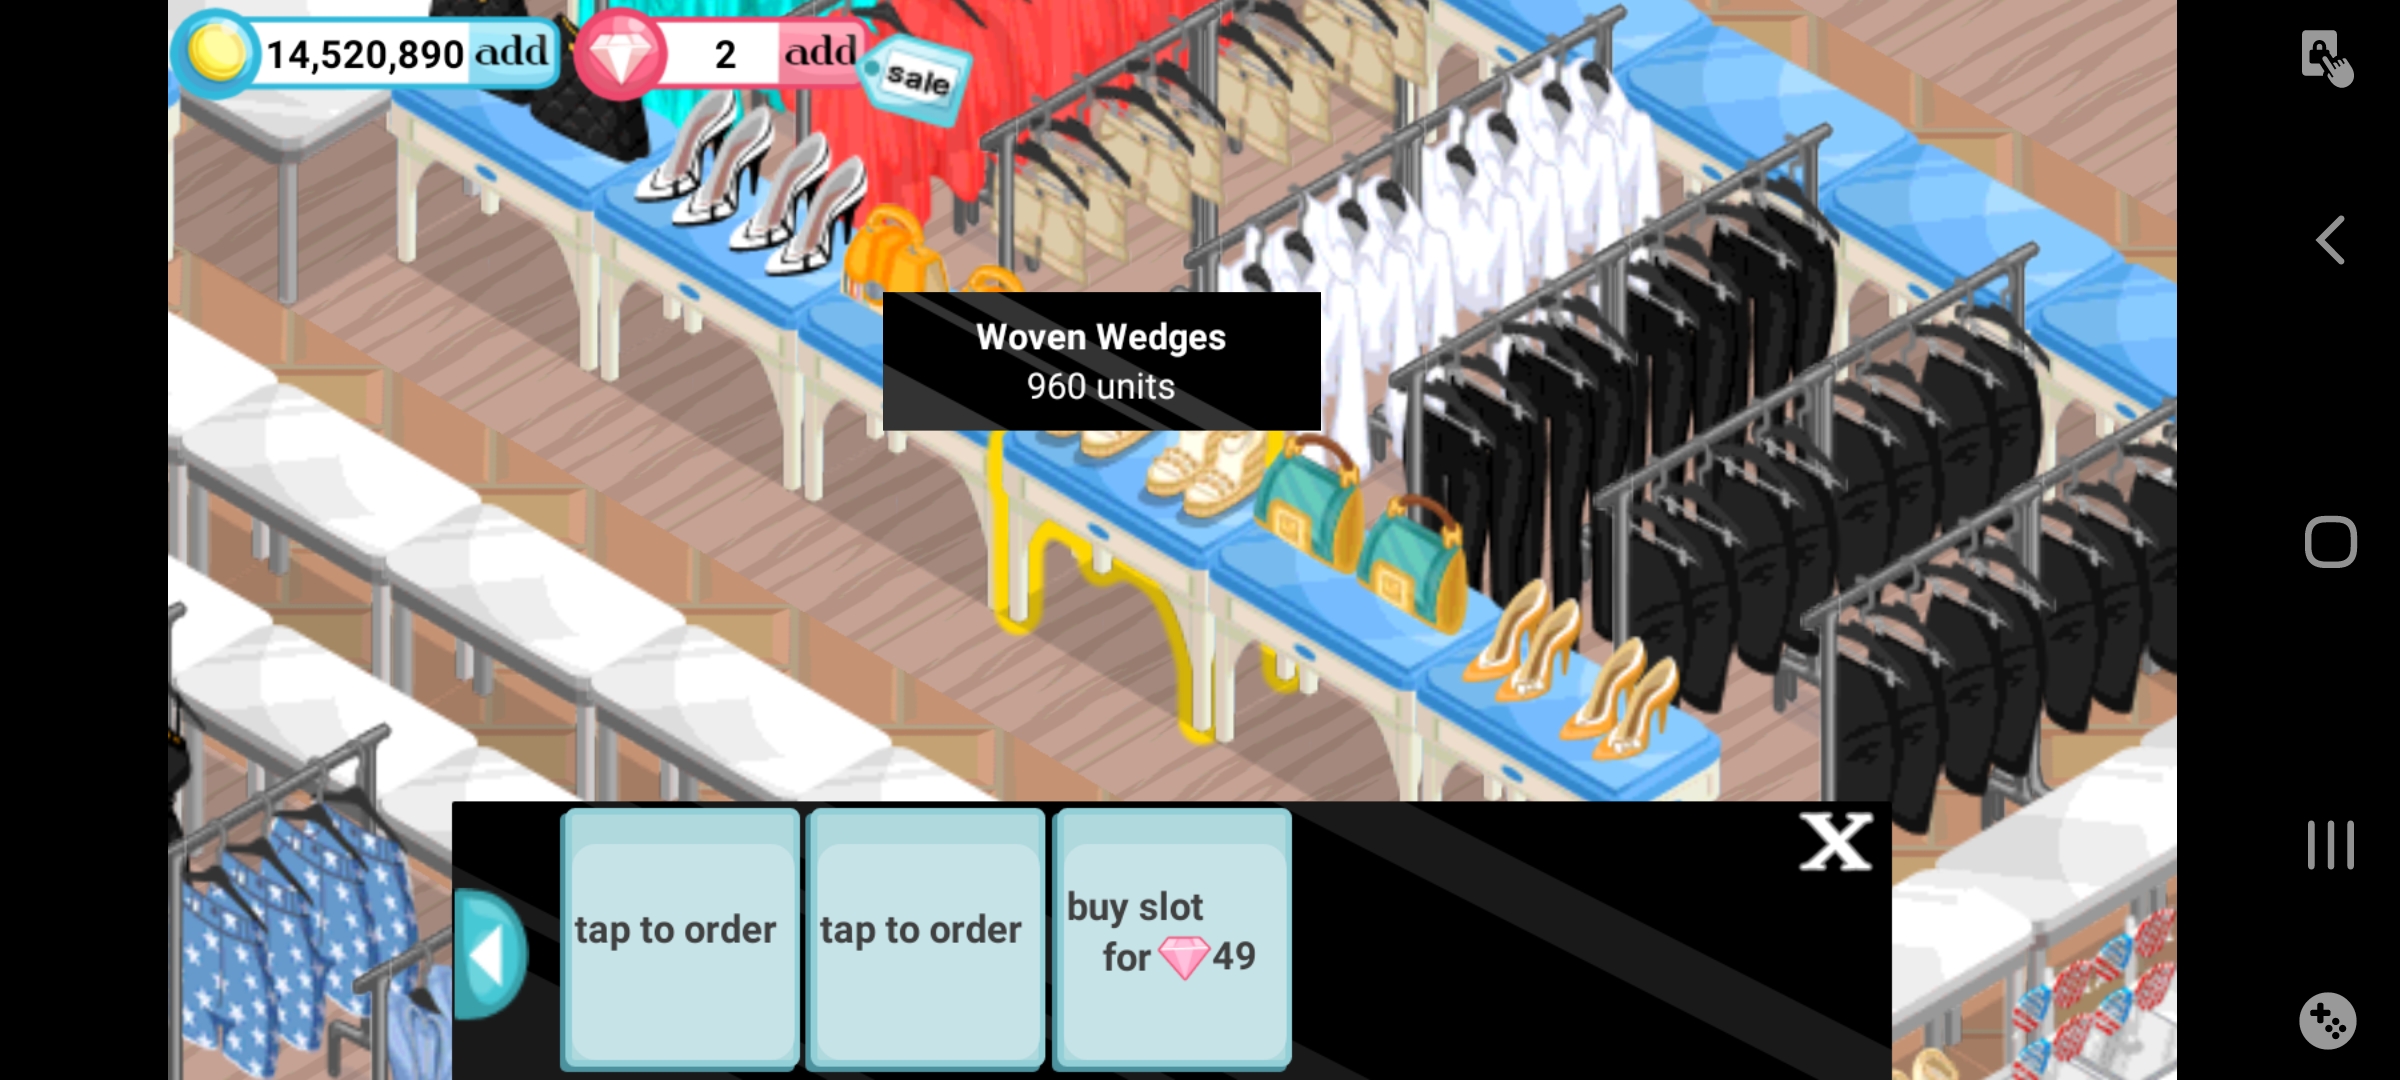 14,520,890 add
2 add
sale
Woven Wedges
960 units
tap to order
tap to order
buy slot
for 49
X